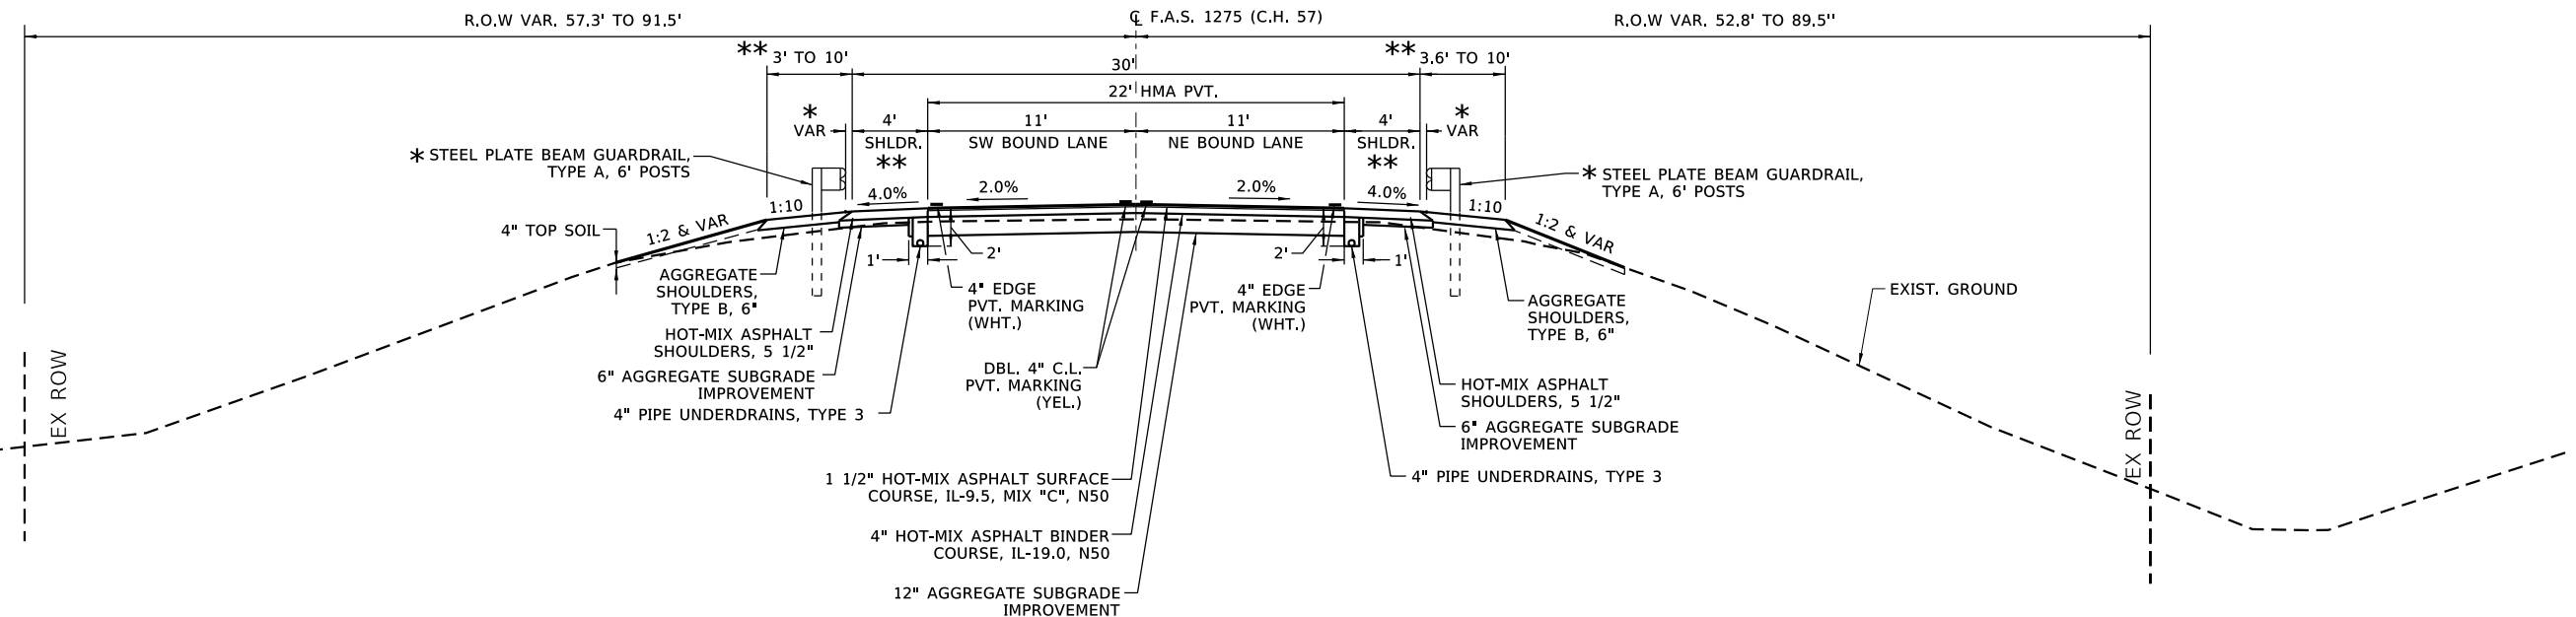 R.O.W VAR. 57.3' TO 91.5'
℄ F.A.S. 1275 (C.H. 57)
R.O.W VAR. 52.8' TO 89.5''
** 3' TO 10'
30'
** 3.6' TO 10'
22' HMA PVT.
*
VAR
4'
SHLDR.
**
11'
SW BOUND LANE
11'
NE BOUND LANE
4'
SHLDR.
**
*
VAR
* STEEL PLATE BEAM GUARDRAIL,
TYPE A, 6' POSTS
* STEEL PLATE BEAM GUARDRAIL,
TYPE A, 6' POSTS
1:2 & VAR
1:10
4.0%
2.0%
2.0%
4.0%
1:10
1:2 & VAR
4" TOP SOIL
1'
2'
2'
1'
AGGREGATE
SHOULDERS,
TYPE B, 6"
4" EDGE
PVT. MARKING
(WHT.)
4" EDGE
PVT. MARKING
(WHT.)
AGGREGATE
SHOULDERS,
TYPE B, 6"
EXIST. GROUND
HOT-MIX ASPHALT
SHOULDERS, 5 1/2"
6" AGGREGATE SUBGRADE
IMPROVEMENT
4" PIPE UNDERDRAINS, TYPE 3
DBL. 4" C.L.
PVT. MARKING
(YEL.)
HOT-MIX ASPHALT
SHOULDERS, 5 1/2"
6" AGGREGATE SUBGRADE
IMPROVEMENT
4" PIPE UNDERDRAINS, TYPE 3
EX ROW
EX ROW
1 1/2" HOT-MIX ASPHALT SURFACE
COURSE, IL-9.5, MIX "C", N50
4" HOT-MIX ASPHALT BINDER
COURSE, IL-19.0, N50
12" AGGREGATE SUBGRADE
IMPROVEMENT